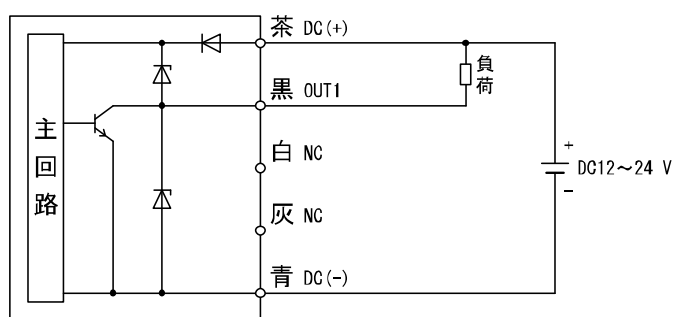 茶 DC(+)
負荷
黒 OUT1
主回路
白 NC
+
DC12～24 V
-
灰 NC
青 DC(-)